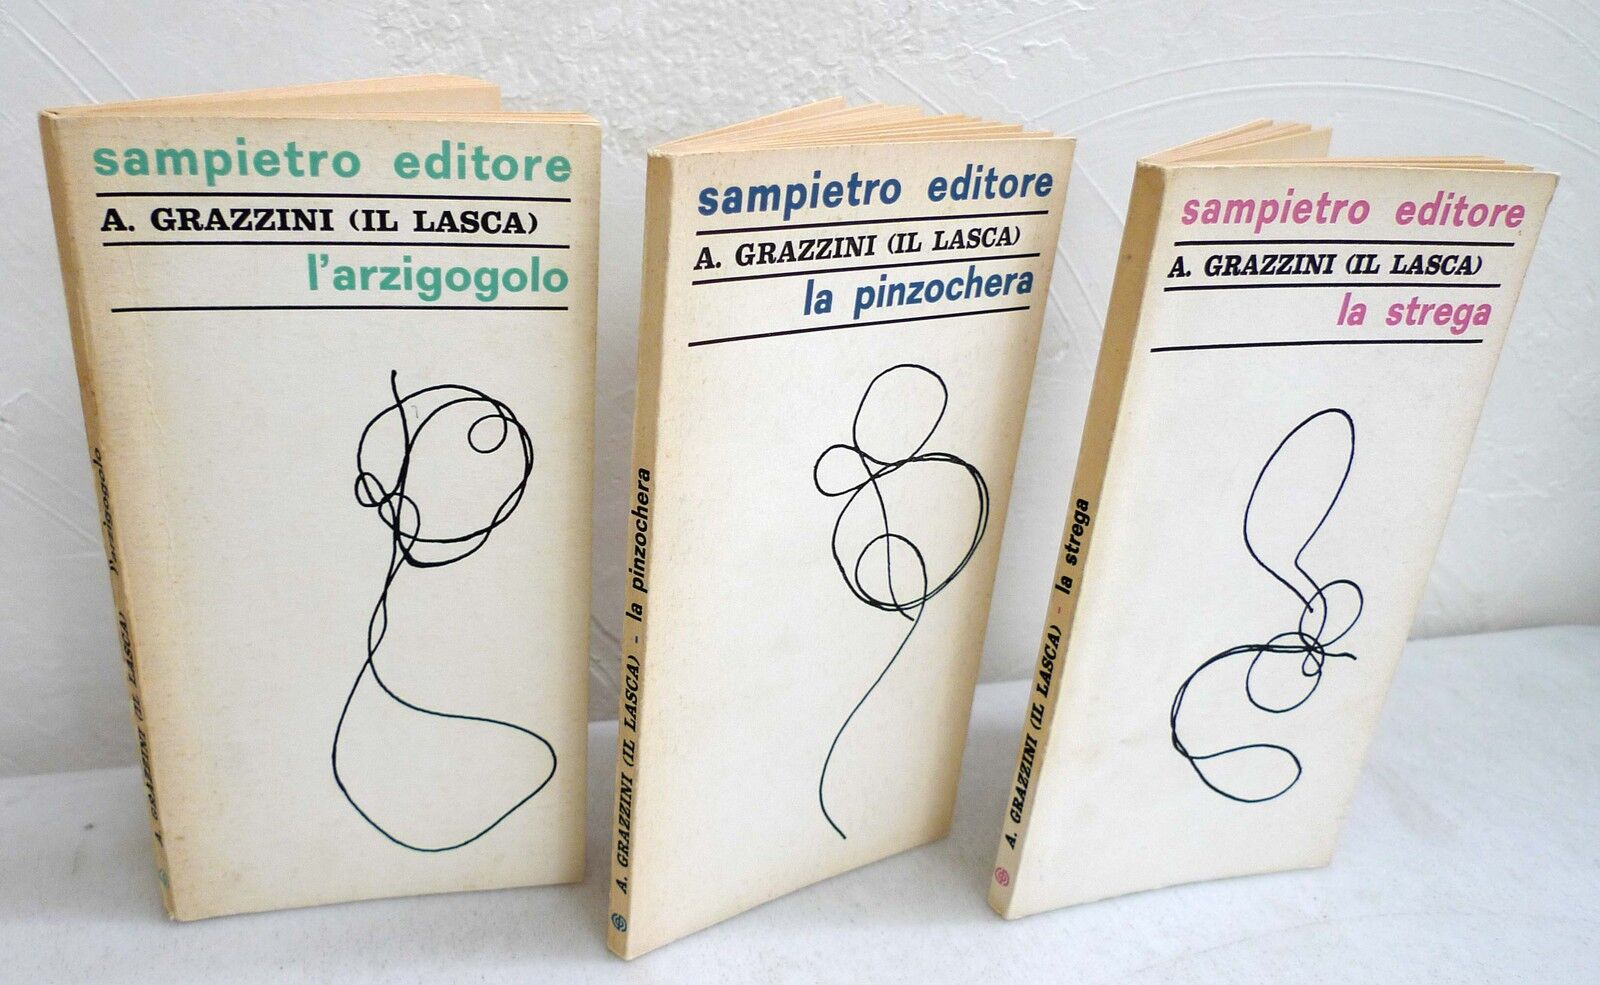 sampietro editore
A. GRAZZINI (IL LASCA)
l'arzigogolo
A. GRAZZINI (IL LASCA) l'arzigogolo
sampietro editore
A. GRAZZINI (IL LASCA)
la pinzochera
A. GRAZZINI (IL LASCA) - la pinzochera
sampietro editore
A. GRAZZINI (IL LASCA)
la strega
A. GRAZZINI (IL LASCA) - la strega